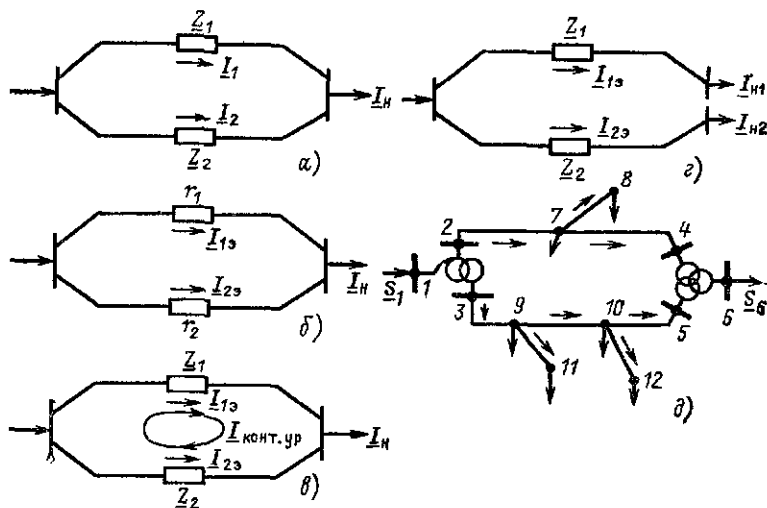 Z1
I1
I2
Z2
Iн
а)
r1
I1э
I2э
r2
Iн
б)
Z1
I1э
Iконт.ур
I2э
Z2
Iн
в)
Z1
I1э
I2э
Z2
Iн1
Iн2
г)
S1
1
2
3
7
8
4
5
6
S6
9
10
11
12
д)